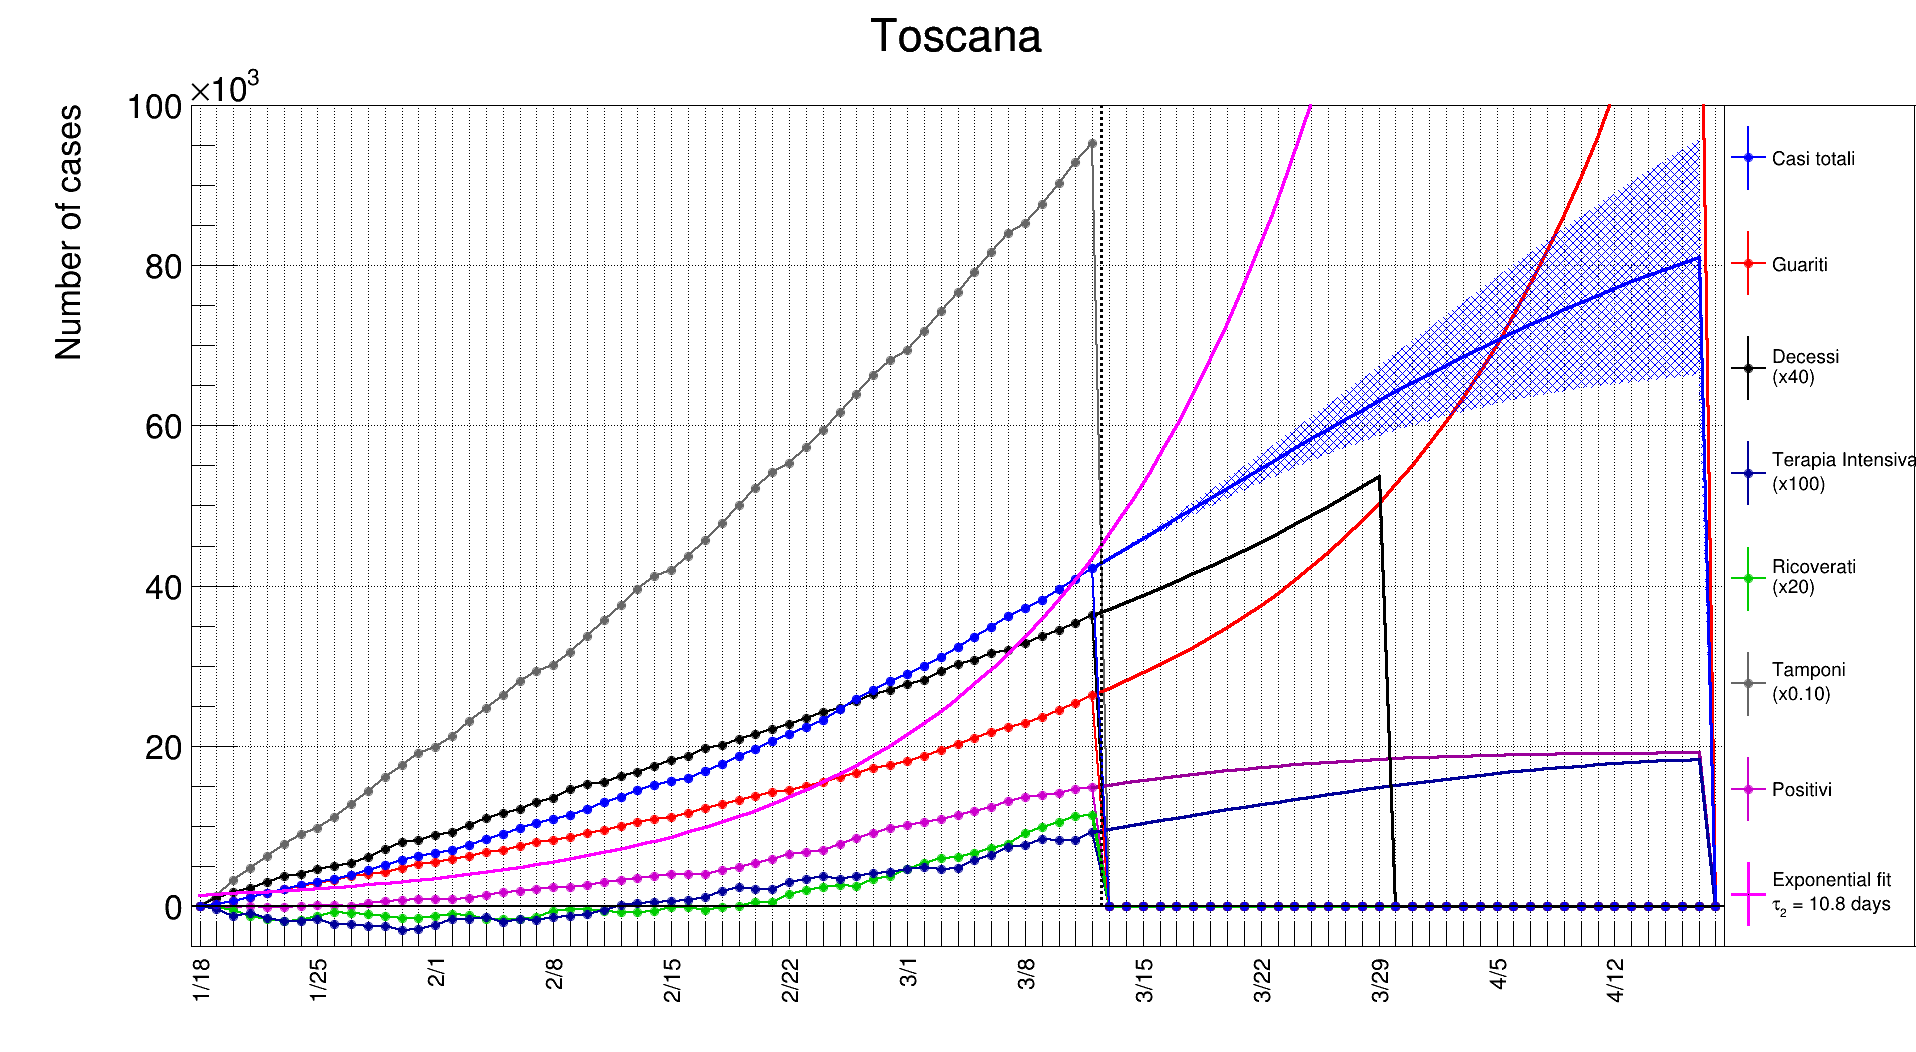 Toscana
×10³
Number of cases
100
80
60
40
20
0
1/18
1/25
2/1
2/8
2/15
2/22
3/1
3/8
3/15
3/22
3/29
4/5
4/12
Casi totali
Guariti
Decessi
(x40)
Terapia Intensiva
(x100)
Ricoverati
(x20)
Tamponi
(x0.10)
Positivi
Exponential fit
τ₂ = 10.8 days